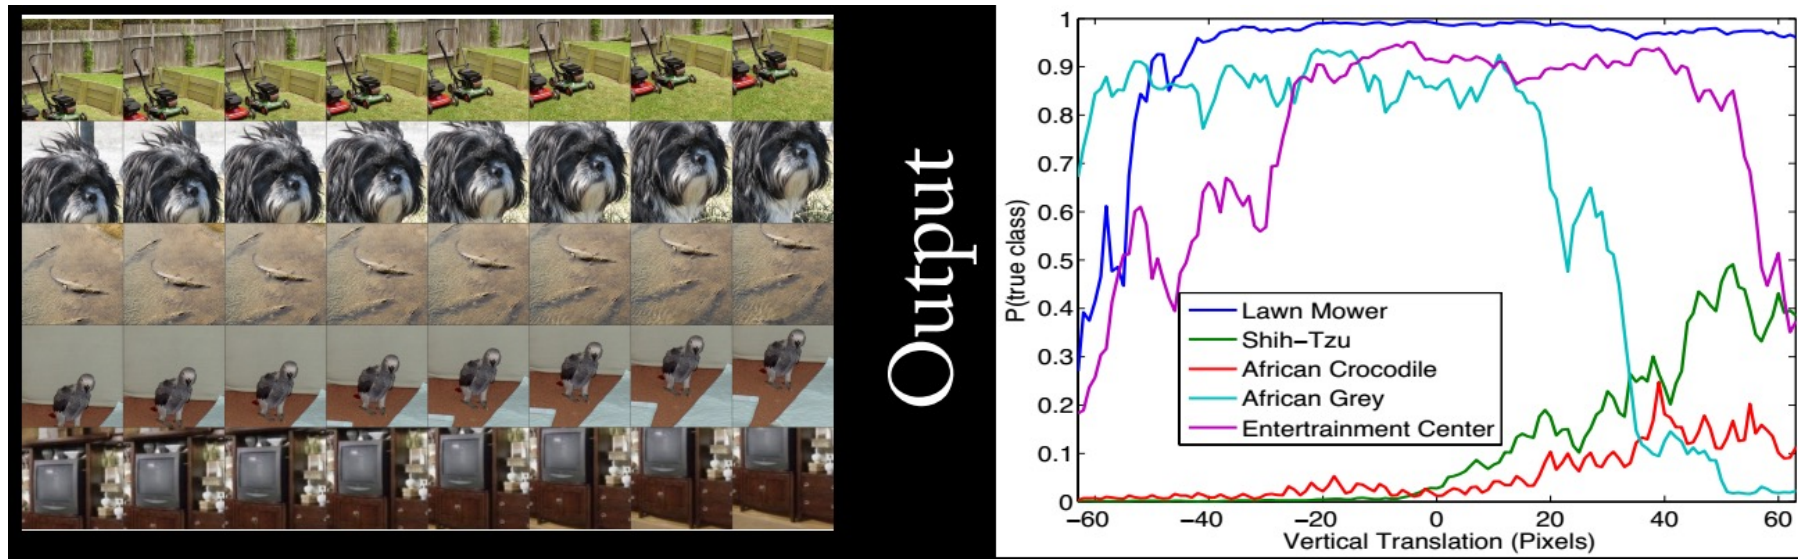 Output
P(true class)
1
0.9
0.8
0.7
0.6
0.5
0.4
0.3
0.2
0.1
0
Lawn Mower
Shih-Tzu
African Crocodile
African Grey
Entertrainment Center
-60 -40 -20 0 20 40 60
Vertical Translation (Pixels)